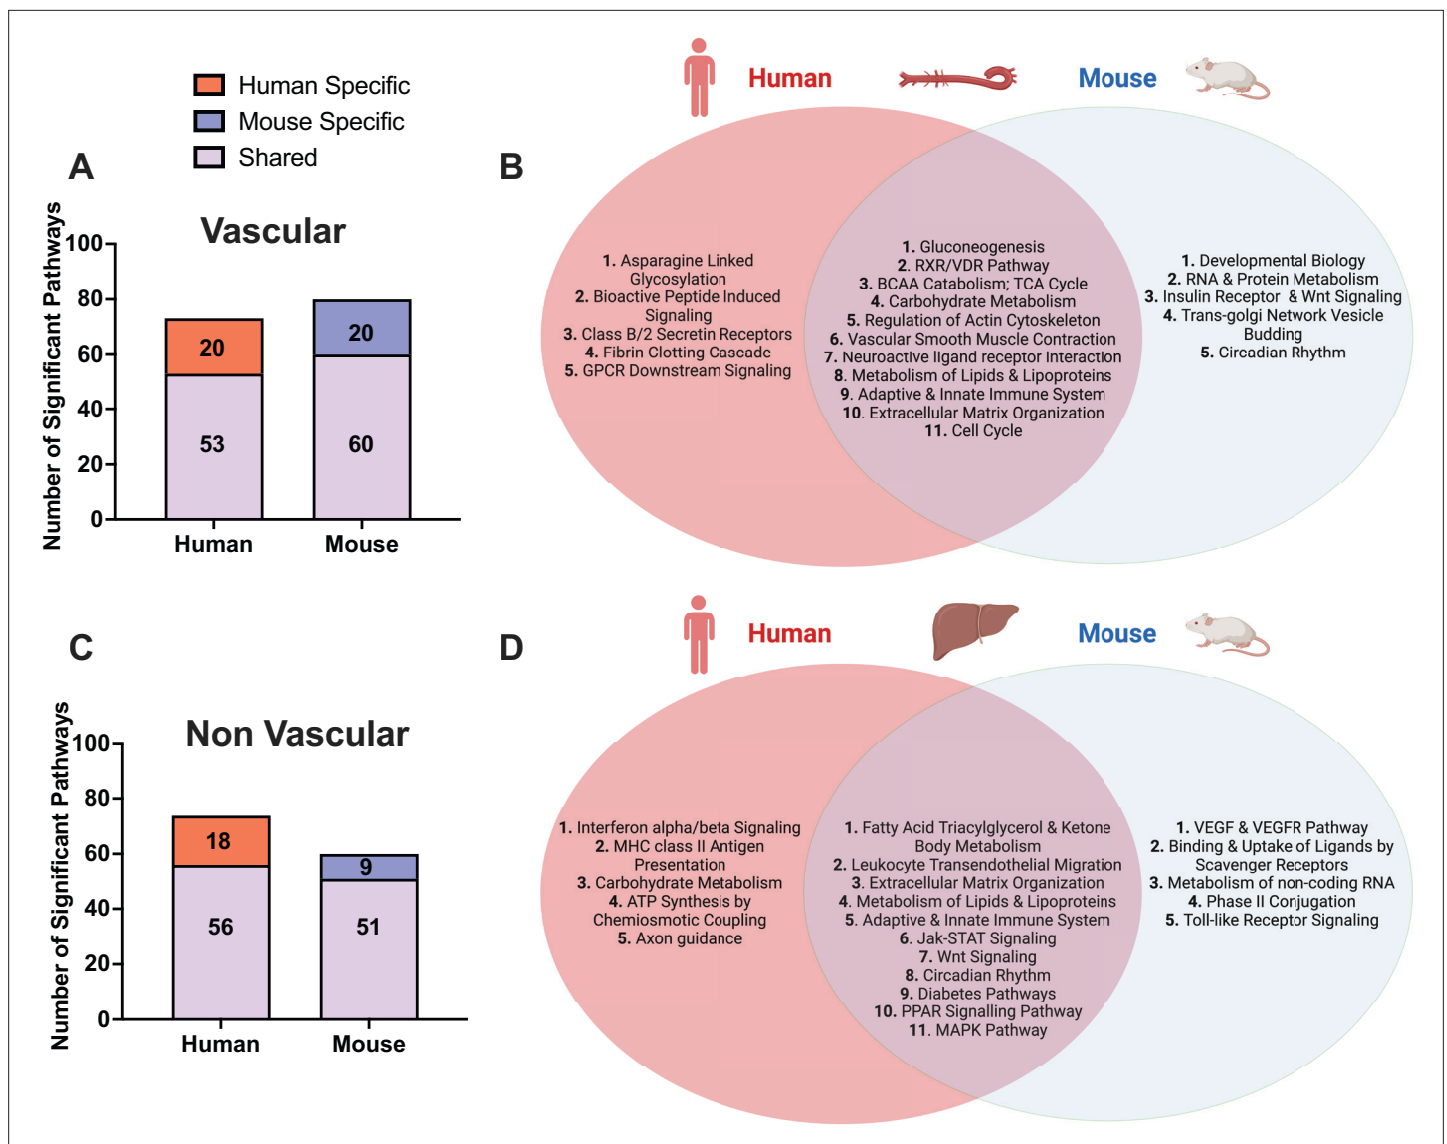 Human Specific
Mouse Specific
Shared
A
Vascular
Number of Significant Pathways
100
80
60
40
20
0
20
53
20
60
Human
Mouse
B
Human
Mouse
1. Asparagine Linked
Glycosylation
2. Bioactive Peptide Induced
Signaling
3. Class B/2 Secretin Receptors
4. Fibrin Clotting Cascade
5. GPCR Downstream Signaling
1. Gluconeogenesis
2. RXR/VDR Pathway
3. BCAA Catabolism; TCA Cycle
4. Carbohydrate Metabolism
5. Regulation of Actin Cytoskeleton
6. Vascular Smooth Muscle Contraction
7. Neuroactive ligand receptor Interaction
8. Metabolism of Lipids & Lipoproteins
9. Adaptive & Innate Immune System
10. Extracellular Matrix Organization
11. Cell Cycle
1. Developmental Biology
2. RNA & Protein Metabolism
3. Insulin Receptor & Wnt Signaling
4. Trans-golgi Network Vesicle
Budding
5. Circadian Rhythm
C
Non Vascular
Number of Significant Pathways
100
80
60
40
20
0
18
56
9
51
Human
Mouse
D
Human
Mouse
1. Interferon alpha/beta Signaling
2. MHC class II Antigen
Presentation
3. Carbohydrate Metabolism
4. ATP Synthesis by
Chemiosmotic Coupling
5. Axon guidance
1. Fatty Acid Triacylglycerol & Ketone
Body Metabolism
2. Leukocyte Transendothelial Migration
3. Extracellular Matrix Organization
4. Metabolism of Lipids & Lipoproteins
5. Adaptive & Innate Immune System
6. Jak-STAT Signaling
7. Wnt Signaling
8. Circadian Rhythm
9. Diabetes Pathways
10. PPAR Signalling Pathway
11. MAPK Pathway
1. VEGF & VEGFR Pathway
2. Binding & Uptake of Ligands by
Scavenger Receptors
3. Metabolism of non-coding RNA
4. Phase II Conjugation
5. Toll-like Receptor Signaling